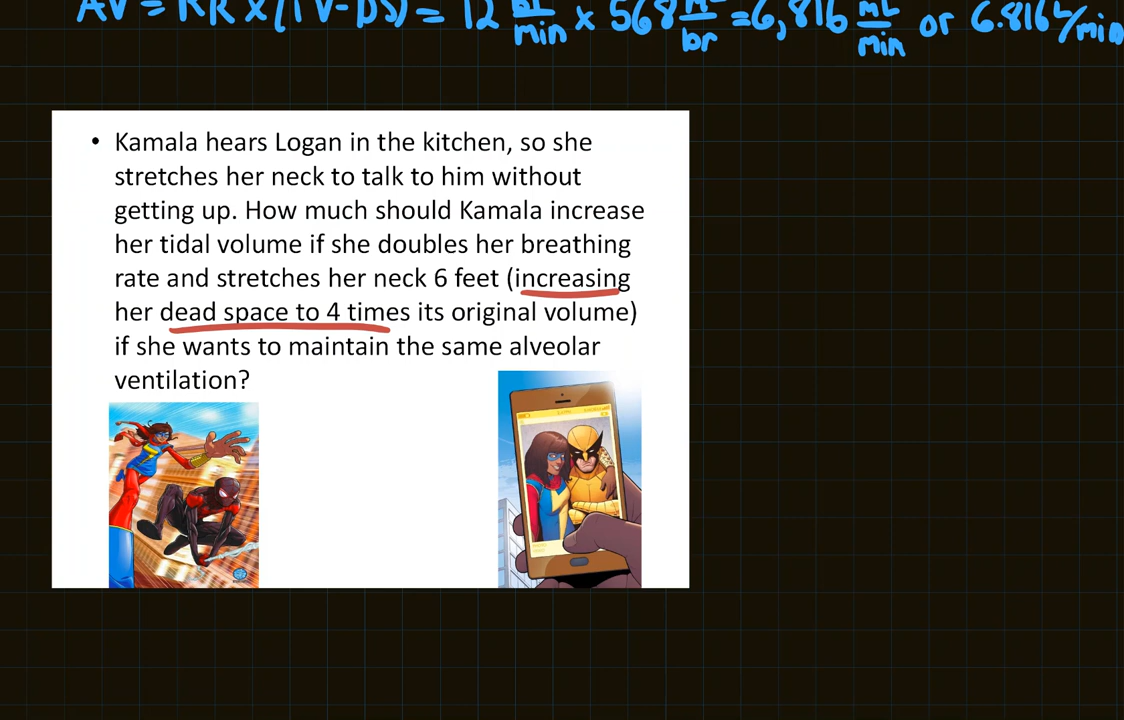 AV = RR x (TV-DS) = 12 br/min x 568 mL/br = 6,816 mL/min or 6.816 L/min
• Kamala hears Logan in the kitchen, so she
stretches her neck to talk to him without
getting up. How much should Kamala increase
her tidal volume if she doubles her breathing
rate and stretches her neck 6 feet (increasing
her dead space to 4 times its original volume)
if she wants to maintain the same alveolar
ventilation?